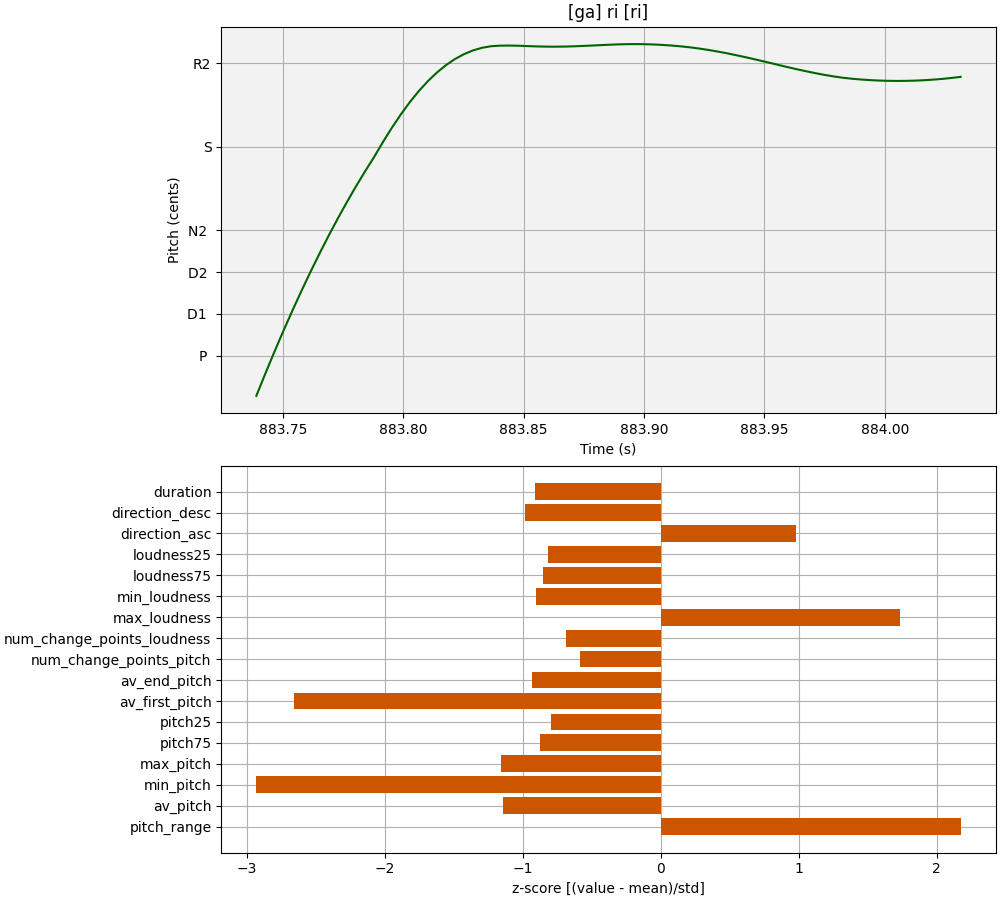 [ga] ri [ri]
R2
S
N2
D2
D1
P
Pitch (cents)
883.75 883.80 883.85 883.90 883.95 884.00
Time (s)
duration
direction_desc
direction_asc
loudness25
loudness75
min_loudness
max_loudness
num_change_points_loudness
num_change_points_pitch
av_end_pitch
av_first_pitch
pitch25
pitch75
max_pitch
min_pitch
av_pitch
pitch_range
−3 −2 −1 0 1 2
z-score [(value - mean)/std]